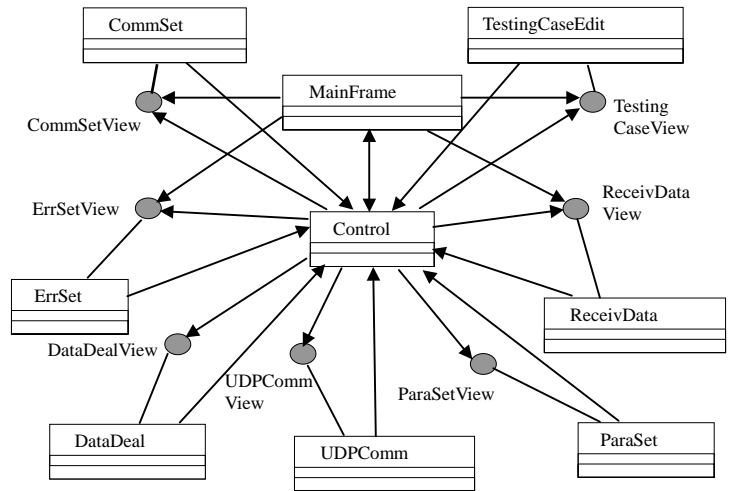 CommSet
TestingCaseEdit
MainFrame
CommSetView
Testing
CaseView
ErrSetView
ReceivData
View
Control
ErrSet
ReceivData
DataDealView
UDPComm
View
ParaSetView
DataDeal
UDPComm
ParaSet